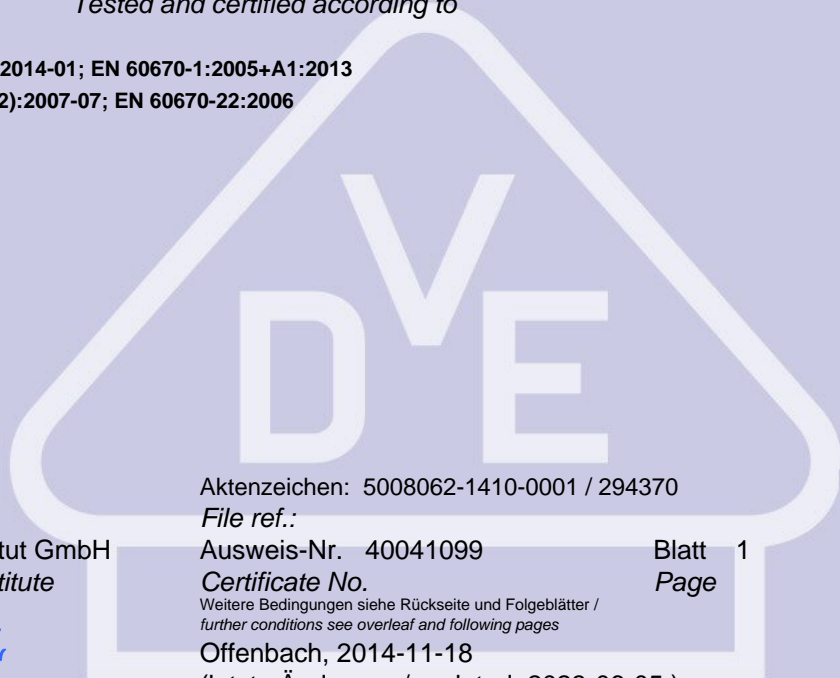 Tested and certified according to
2014-01; EN 60670-1:2005+A1:2013
2):2007-07; EN 60670-22:2006
D V E
Aktenzeichen: 5008062-1410-0001 / 294370
File ref.:
tut GmbH Ausweis-Nr. 40041099 Blatt 1
titute Certificate No. Page
Weitere Bedingungen siehe Rückseite und Folgeblätter /
further conditions see overleaf and following pages
Offenbach, 2014-11-18